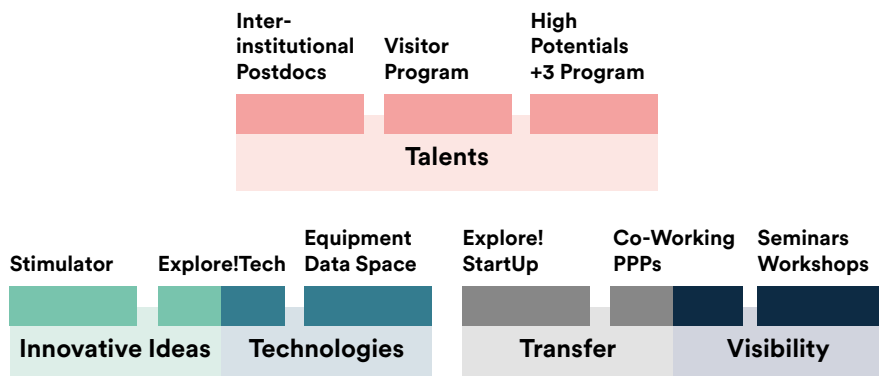 Inter-
institutional
Postdocs
Visitor
Program
High
Potentials
+3 Program
Talents
Stimulator
Explore!Tech
Equipment
Data Space
Innovative Ideas
Technologies
Explore!
StartUp
Co-Working
PPPs
Seminars
Workshops
Transfer
Visibility